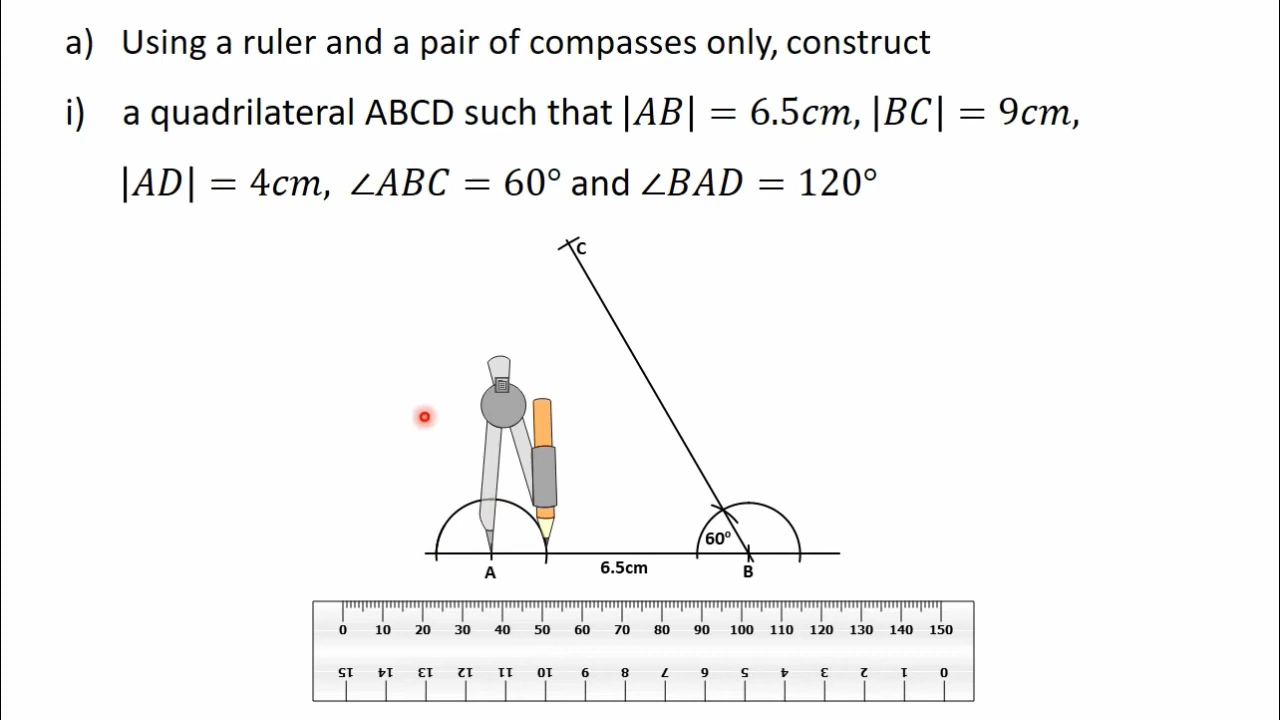 a) Using a ruler and a pair of compasses only, construct
i) a quadrilateral ABCD such that |AB| = 6.5cm, |BC| = 9cm,
|AD| = 4cm, ∠ABC = 60° and ∠BAD = 120°
C
60º
A
6.5cm
B
0 10 20 30 40 50 60 70 80 90 100 110 120 130 140 150
15 14 13 12 11 10 9 8 7 6 5 4 3 2 1 0